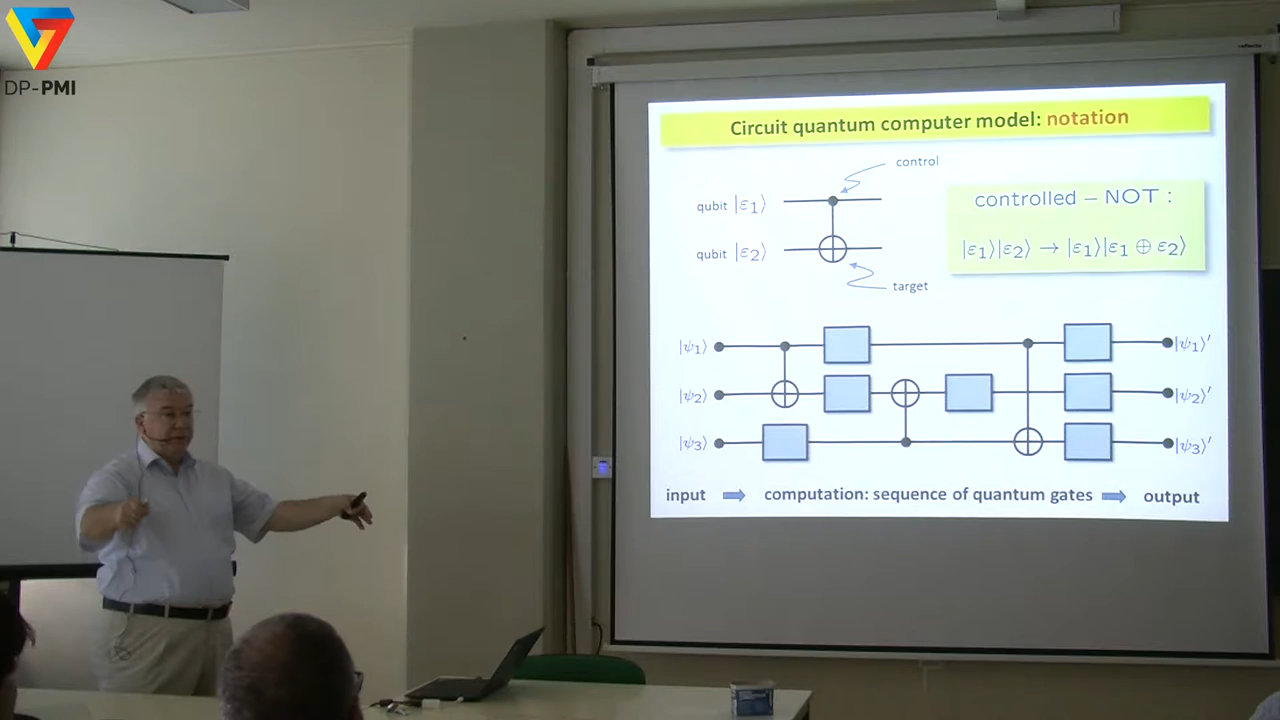 DP-PMI
Circuit quantum computer model: notation
control
qubit |ε₁⟩
qubit |ε₂⟩
target
controlled – NOT :
|ε₁⟩|ε₂⟩ → |ε₁⟩|ε₁ ⊕ ε₂⟩
|ψ₁⟩ |ψ₁⟩′
|ψ₂⟩ |ψ₂⟩′
|ψ₃⟩ |ψ₃⟩′
input ⇨ computation: sequence of quantum gates ⇨ output